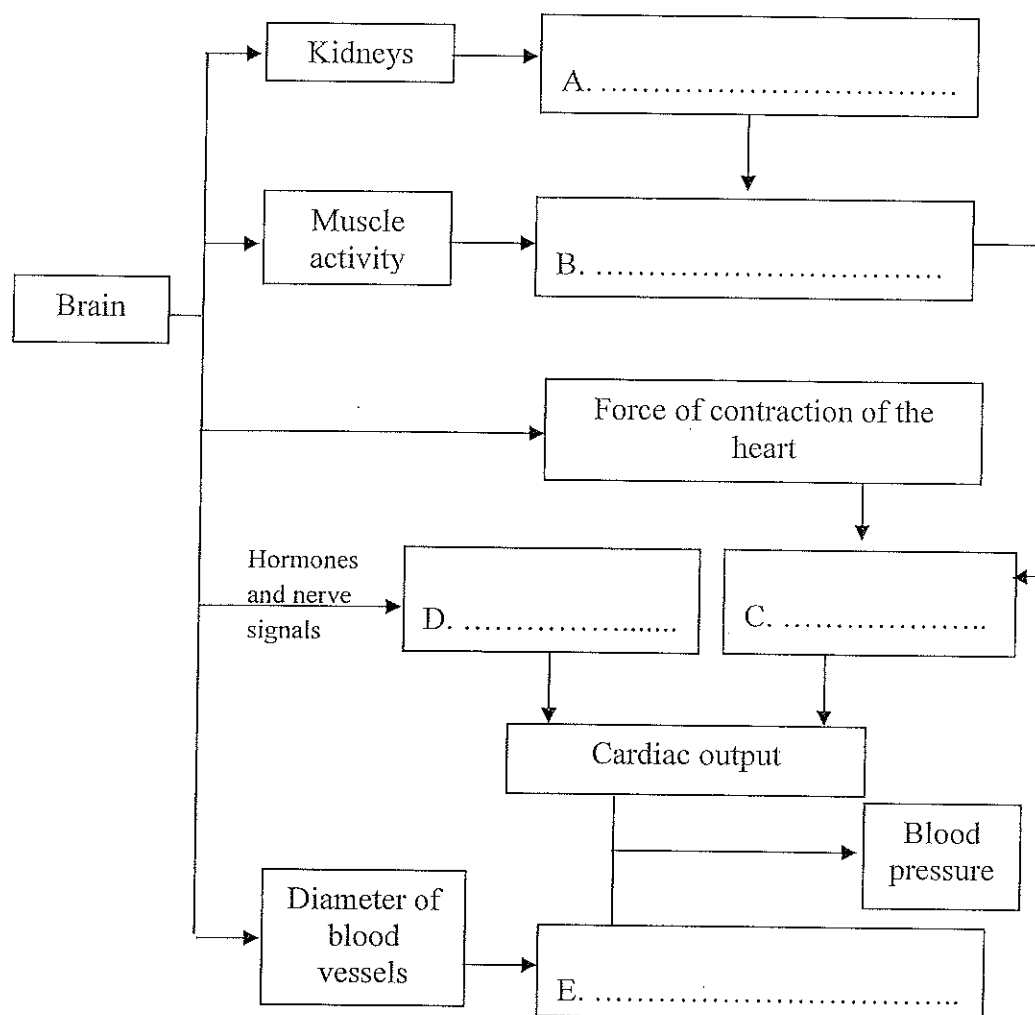 Kidneys
A. ……………………………
Muscle
activity
B. ……………………………
Brain
Force of contraction of the
heart
Hormones
and nerve
signals
D. ………………......
C. ………………..
Cardiac output
Blood
pressure
Diameter of
blood
vessels
E. ……………………………..